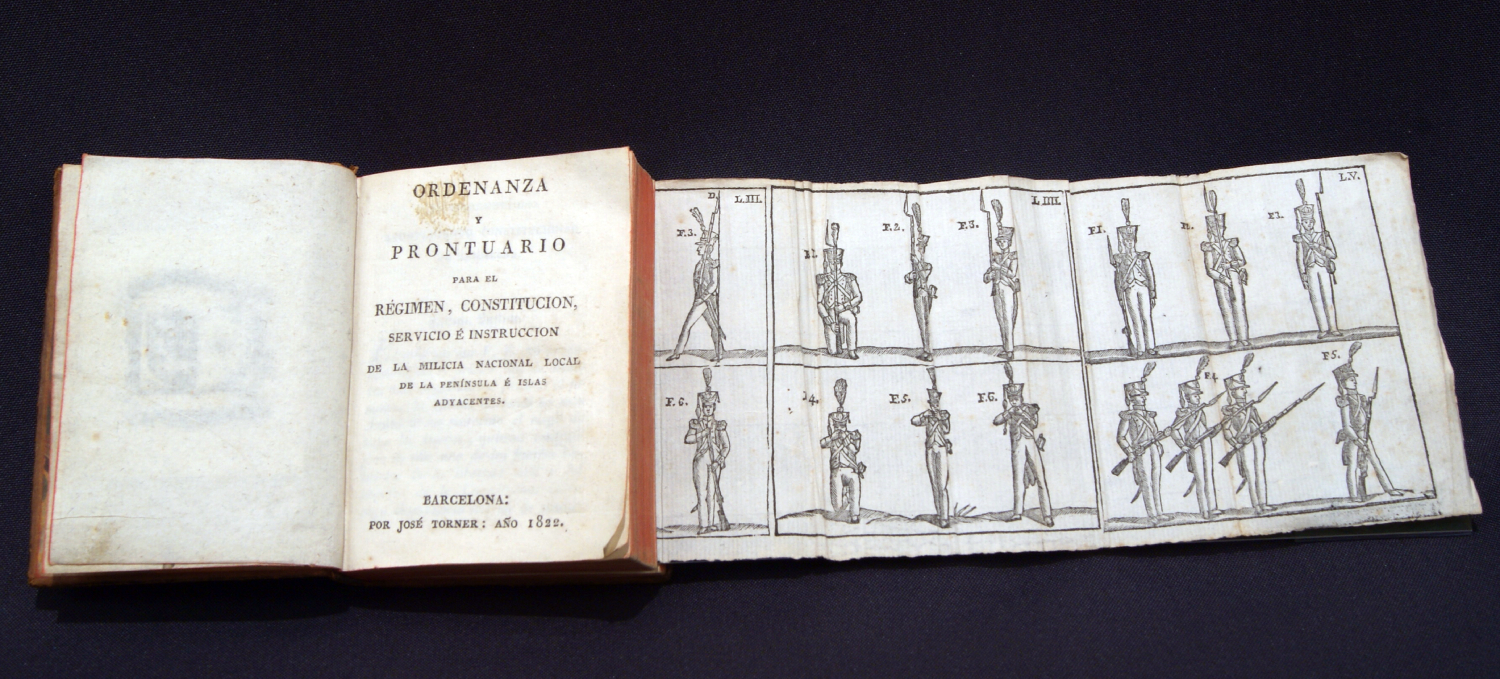 ORDENANZA
Y
PRONTUARIO
PARA EL
RÉGIMEN, CONSTITUCION,
SERVICIO É INSTRUCCION
DE LA MILICIA NACIONAL LOCAL
DE LA PENÍNSULA É ISLAS
ADYACENTES.
BARCELONA:
POR JOSÉ TORNER: AÑO 1822.
L.III.
F.3.
F.6.
L.IIII.
F.2.
F.3.
F.5.
F.6.
L.V.
F.1.
F.4
F.5.